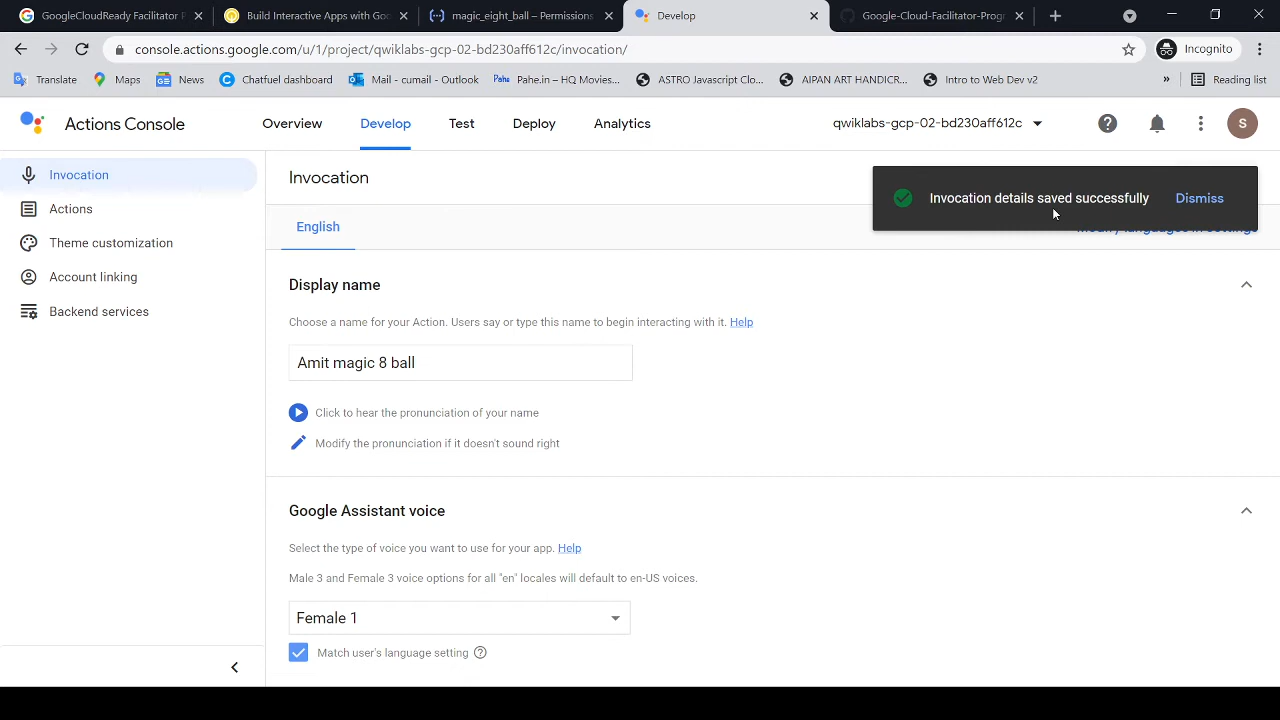 GoogleCloudReady Facilitator P
Build Interactive Apps with Goo
magic_eight_ball – Permissions
Develop
Google-Cloud-Facilitator-Progr
console.actions.google.com/u/1/project/qwiklabs-gcp-02-bd230aff612c/invocation/
Incognito
Translate
Maps
News
Chatfuel dashboard
Mail - cumail - Outlook
Pahe.in – HQ Movies...
ASTRO Javascript Clo...
AIPAN ART HANDICR...
Intro to Web Dev v2
»
Reading list
Actions Console
Overview
Develop
Test
Deploy
Analytics
qwiklabs-gcp-02-bd230aff612c
S
Invocation
Actions
Theme customization
Account linking
Backend services
Invocation
Invocation details saved successfully
Dismiss
English
Modify languages in settings
Display name
Choose a name for your Action. Users say or type this name to begin interacting with it. Help
Amit magic 8 ball
Click to hear the pronunciation of your name
Modify the pronunciation if it doesn't sound right
Google Assistant voice
Select the type of voice you want to use for your app. Help
Male 3 and Female 3 voice options for all "en" locales will default to en-US voices.
Female 1
Match user's language setting